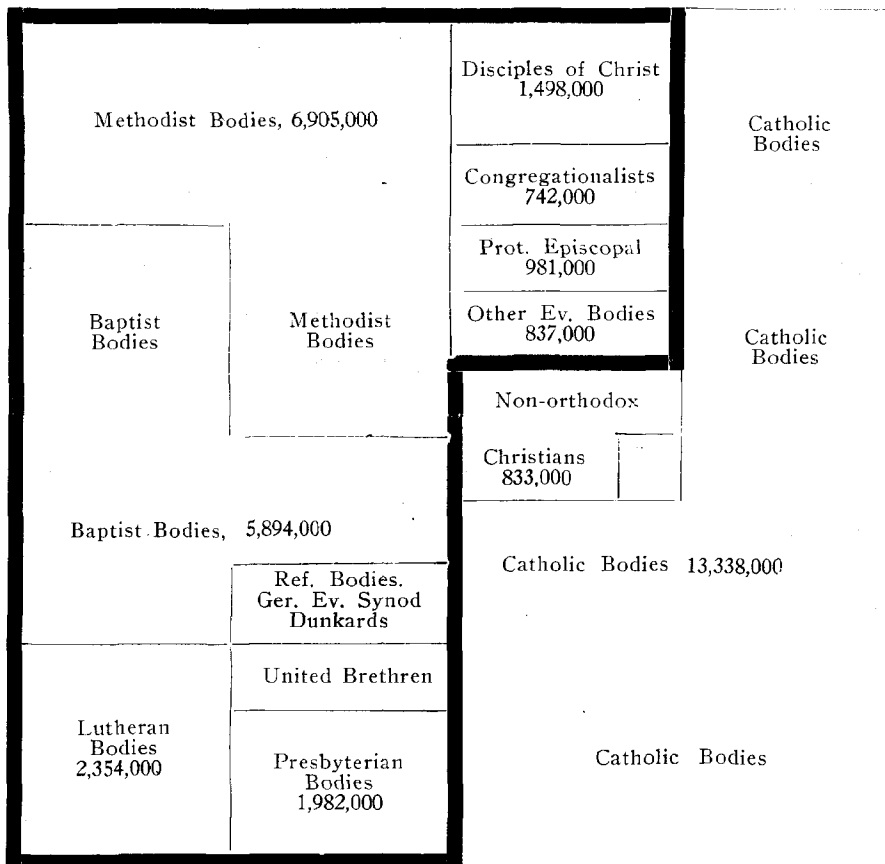 Methodist Bodies, 6,905,000
Disciples of Christ
1,498,000
Congregationalists
742,000
Prot. Episcopal
981,000
Other Ev. Bodies
837,000
Catholic
Bodies
Baptist
Bodies
Methodist
Bodies
Catholic
Bodies
Non-orthodox
Christians
833,000
Baptist Bodies, 5,894,000
Ref. Bodies.
Ger. Ev. Synod
Dunkards
Catholic Bodies 13,338,000
United Brethren
Lutheran
Bodies
2,354,000
Presbyterian
Bodies
1,982,000
Catholic Bodies